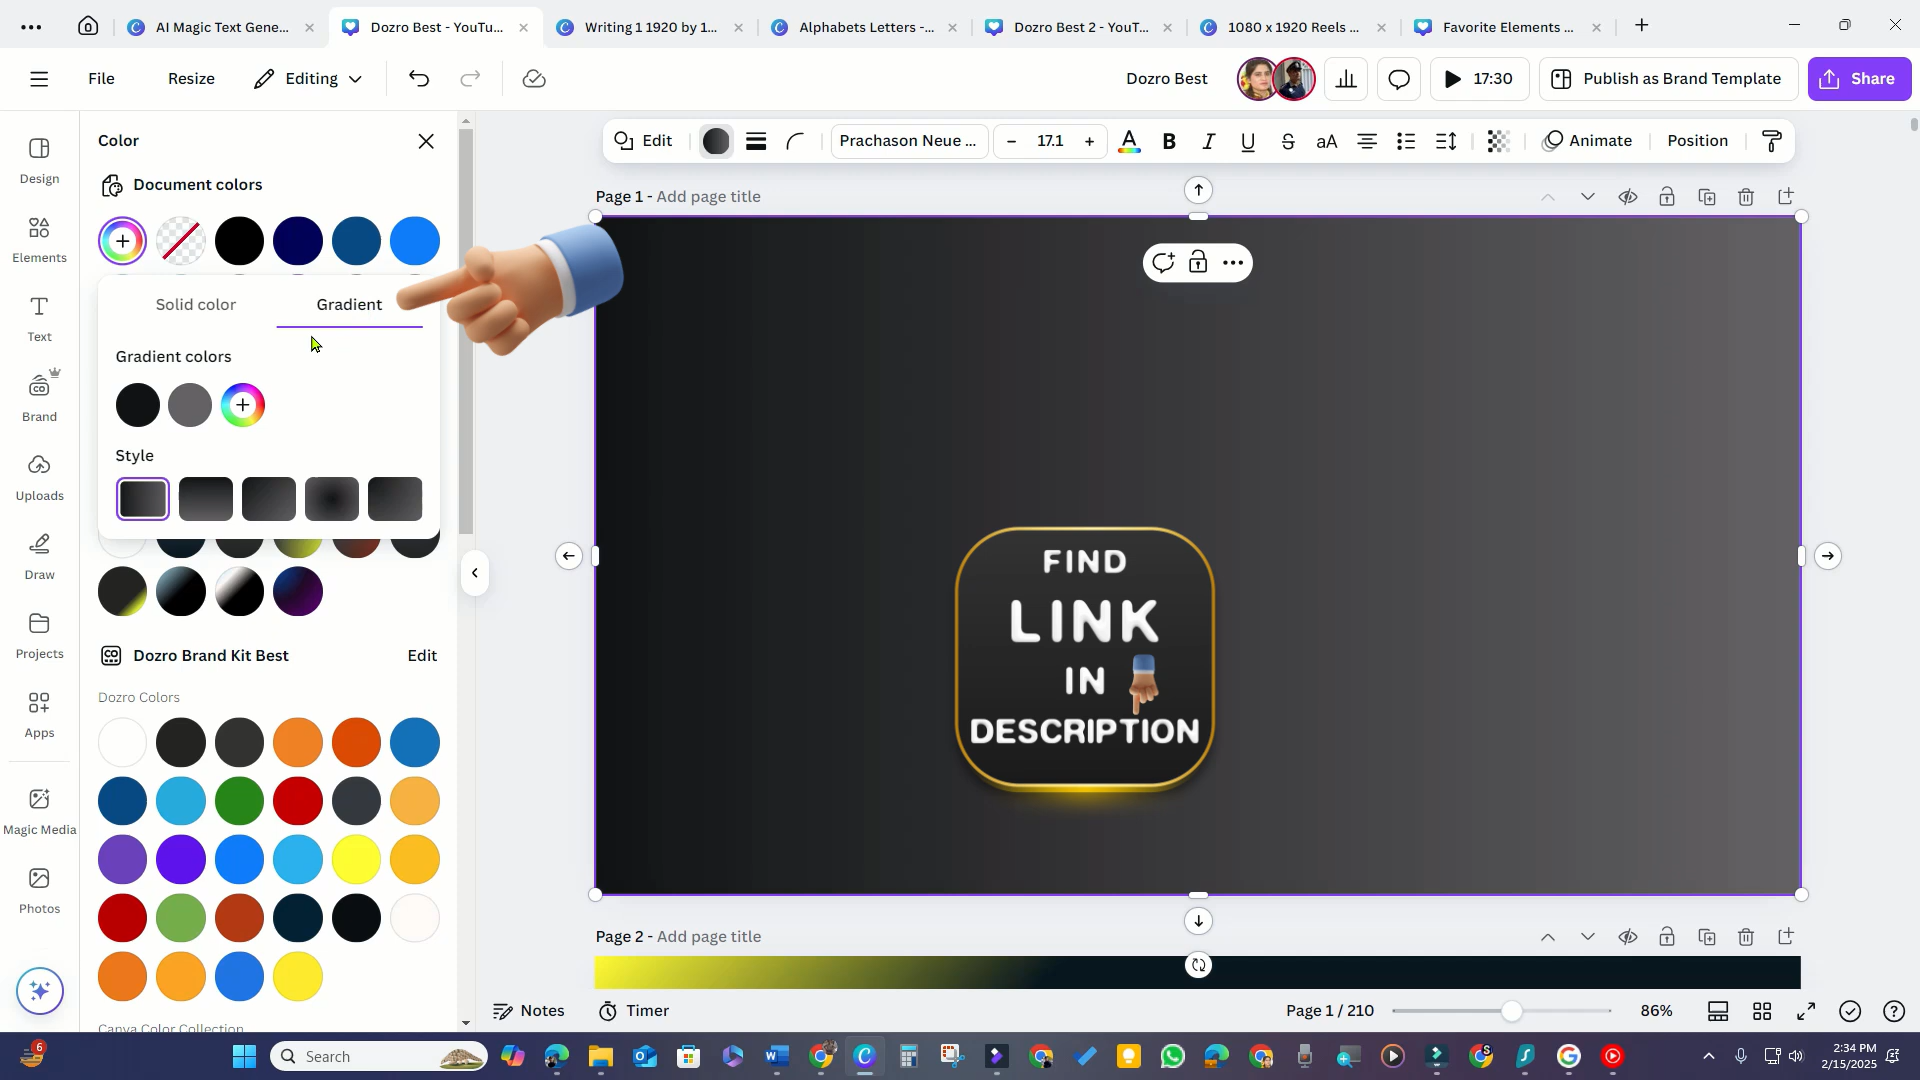 AI Magic Text Gene...
Dozro Best - YouTu...
Writing 1 1920 by 1...
Alphabets Letters -...
Dozro Best 2 - YouT...
1080 x 1920 Reels ...
Favorite Elements ...
File
Resize
Editing
Dozro Best
17:30
Publish as Brand Template
Share
Design
Elements
Text
Brand
Uploads
Draw
Projects
Apps
Magic Media
Photos
Color
Document colors
Solid color
Gradient
Gradient colors
Style
Dozro Brand Kit Best
Edit
Dozro Colors
Canva Color Collection
Edit
Prachason Neue ...
– 17.1 +
A
B
I
U
S
aA
Animate
Position
Page 1 - Add page title
FIND
LINK
IN
DESCRIPTION
Page 2 - Add page title
Notes
Timer
Page 1 / 210
86%
6
Search
2:34 PM
2/15/2025